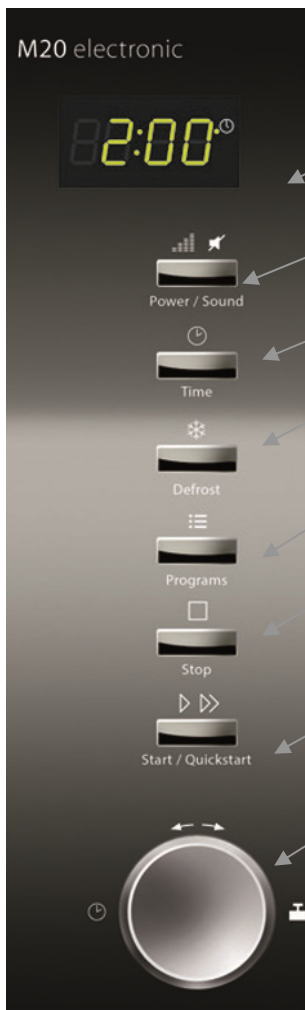 M20 electronic
2:00
Power / Sound
Time
Defrost
Programs
Stop
Start / Quickstart